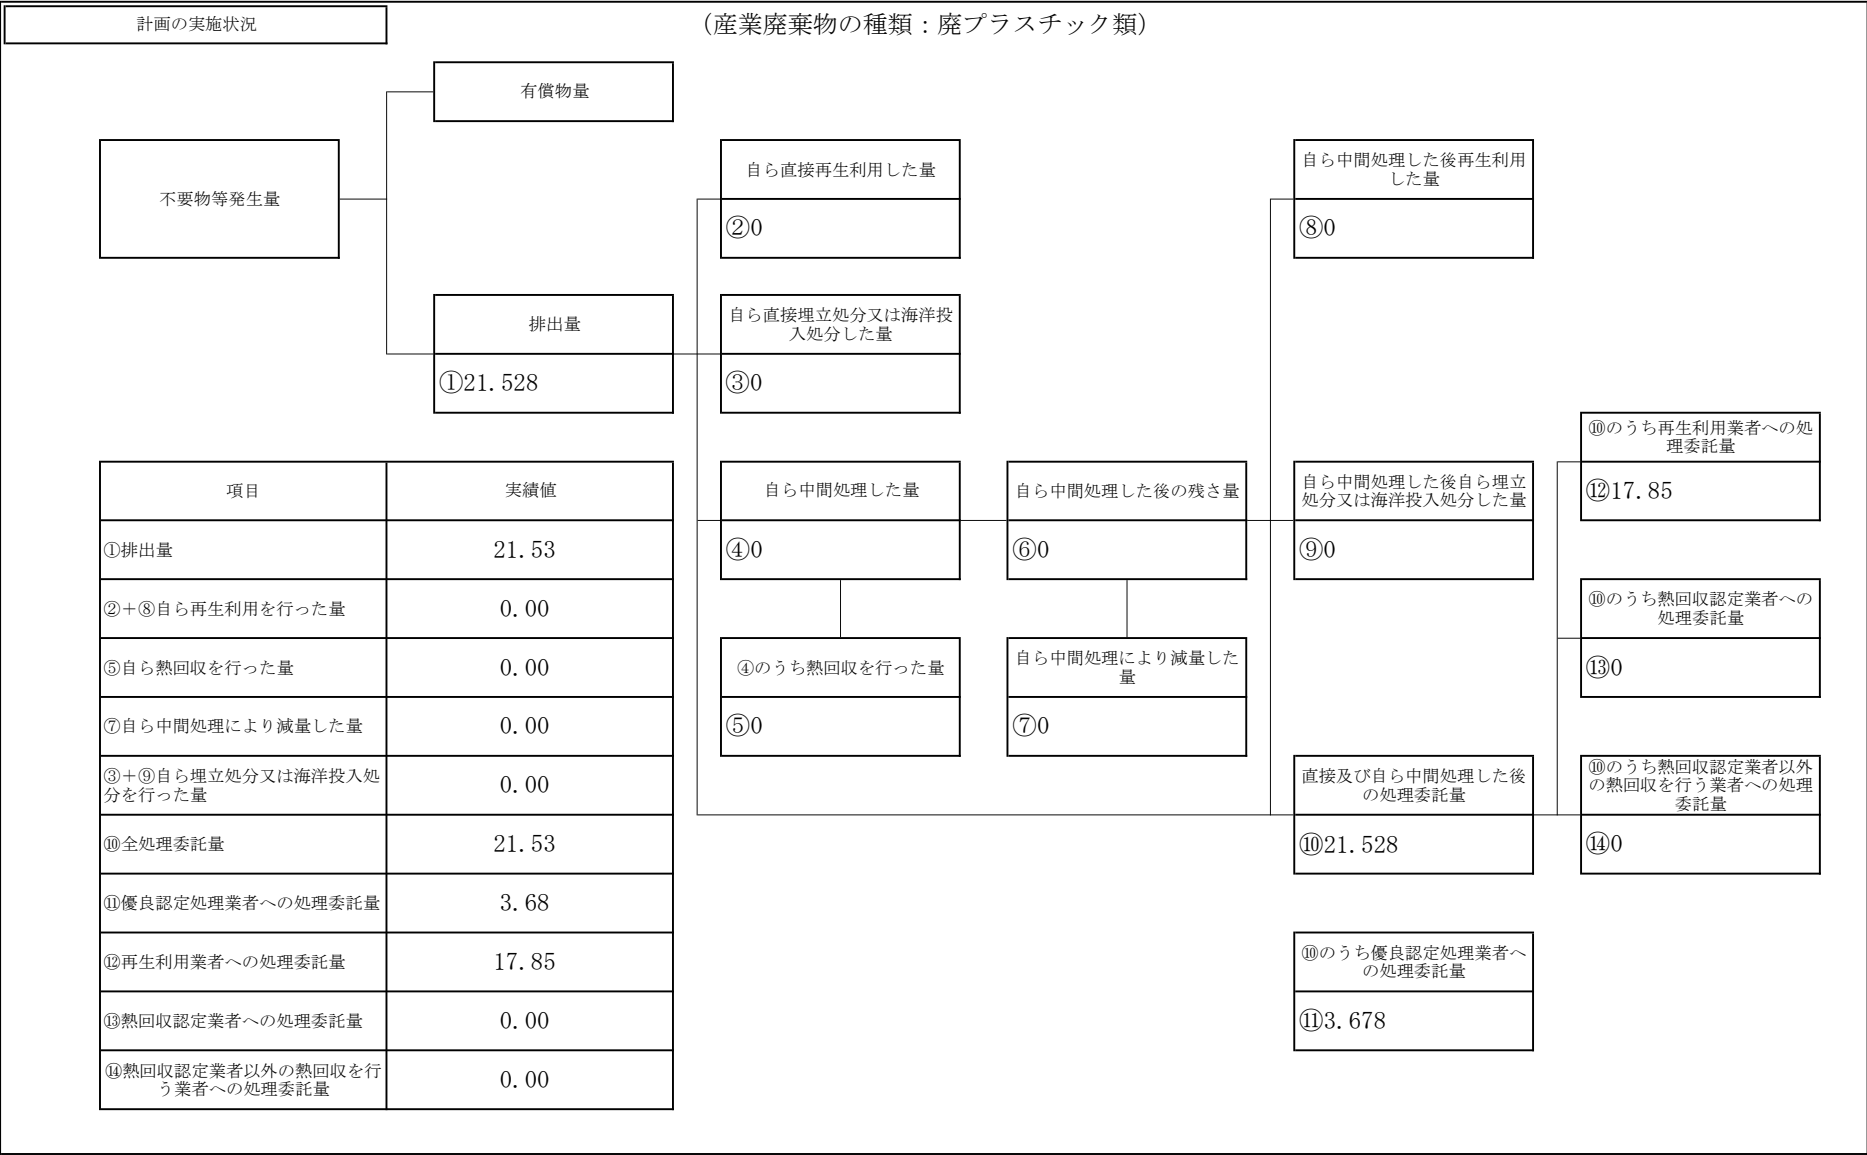 計画の実施状況
(産業廃棄物の種類：廃プラスチック類)
有償物量
不要物等発生量
自ら直接再生利用した量
②0
自ら中間処理した後再生利用
した量
⑧0
排出量
①21.528
自ら直接埋立処分又は海洋投
入処分した量
③0
⑩のうち再生利用業者への処
理委託量
⑫17.85
項目 実績値
①排出量 21.53
②＋⑧自ら再生利用を行った量 0.00
⑤自ら熱回収を行った量 0.00
⑦自ら中間処理により減量した量 0.00
③＋⑨自ら埋立処分又は海洋投入処
分を行った量 0.00
⑩全処理委託量 21.53
⑪優良認定処理業者への処理委託量 3.68
⑫再生利用業者への処理委託量 17.85
⑬熱回収認定業者への処理委託量 0.00
⑭熱回収認定業者以外の熱回収を行
う業者への処理委託量 0.00
自ら中間処理した量
④0
自ら中間処理した後の残さ量
⑥0
自ら中間処理した後自ら埋立
処分又は海洋投入処分した量
⑨0
④のうち熱回収を行った量
⑤0
自ら中間処理により減量した
量
⑦0
⑩のうち熱回収認定業者への
処理委託量
⑬0
直接及び自ら中間処理した後
の処理委託量
⑩21.528
⑩のうち熱回収認定業者以外
の熱回収を行う業者への処理
委託量
⑭0
⑩のうち優良認定処理業者へ
の処理委託量
⑪3.678